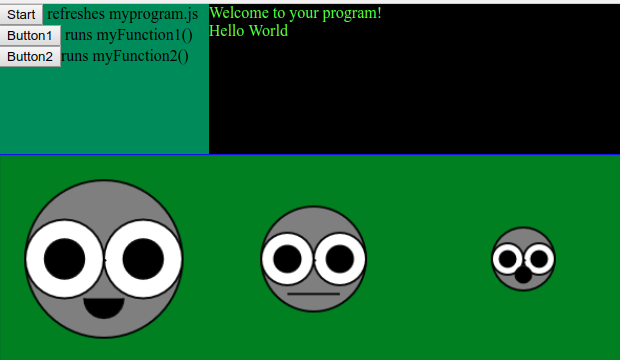 Start refreshes myprogram.js
Button1 runs myFunction1()
Button2 runs myFunction2()
Welcome to your program!
Hello World